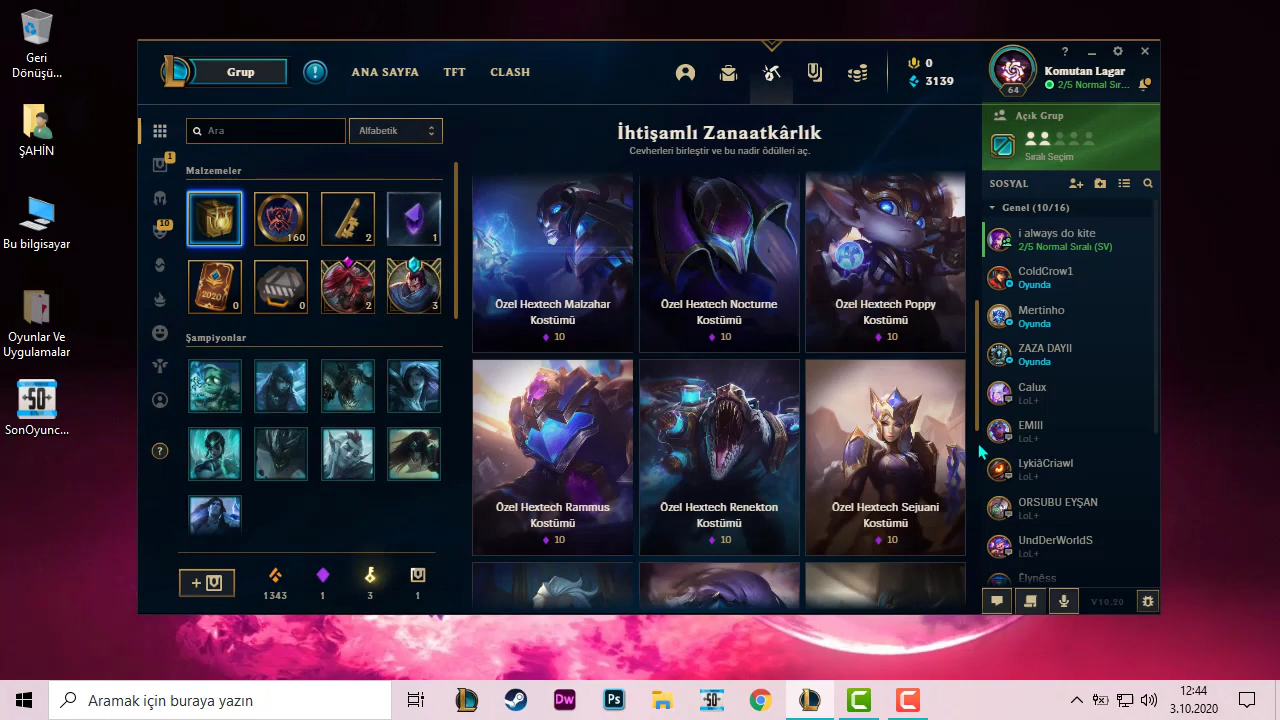 Geri
Dönüşü...
ŞAHİN
Bu bilgisayar
Oyunlar Ve
Uygulamalar
SonOyunc...
Grup
ANA SAYFA
TFT
CLASH
0
3139
64
Komutan Lagar
2/5 Normal Sır...
Açık Grup
Sıralı Seçim
Ara
Alfabetik
1
10
Malzemeler
160
2
1
2020
0
0
2
3
Şampiyonlar
+
1343
1
3
1
İhtişamlı Zanaatkârlık
Cevherleri birleştir ve bu nadir ödülleri aç.
Özel Hextech Malzahar
Kostümü
10
Özel Hextech Nocturne
Kostümü
10
Özel Hextech Poppy
Kostümü
10
Özel Hextech Rammus
Kostümü
10
Özel Hextech Renekton
Kostümü
10
Özel Hextech Sejuani
Kostümü
10
SOSYAL
Genel (10/16)
i always do kite
2/5 Normal Sıralı (SV)
ColdCrow1
Oyunda
Mertinho
Oyunda
ZAZA DAYII
Oyunda
Calux
LoL+
EMIII
LoL+
LykiâCriawl
LoL+
ORSUBU EYŞAN
LoL+
UndDerWorldS
LoL+
Ëlynêss
V10.20
Aramak için buraya yazın
Dw
Ps
SO
12:44
3.10.2020